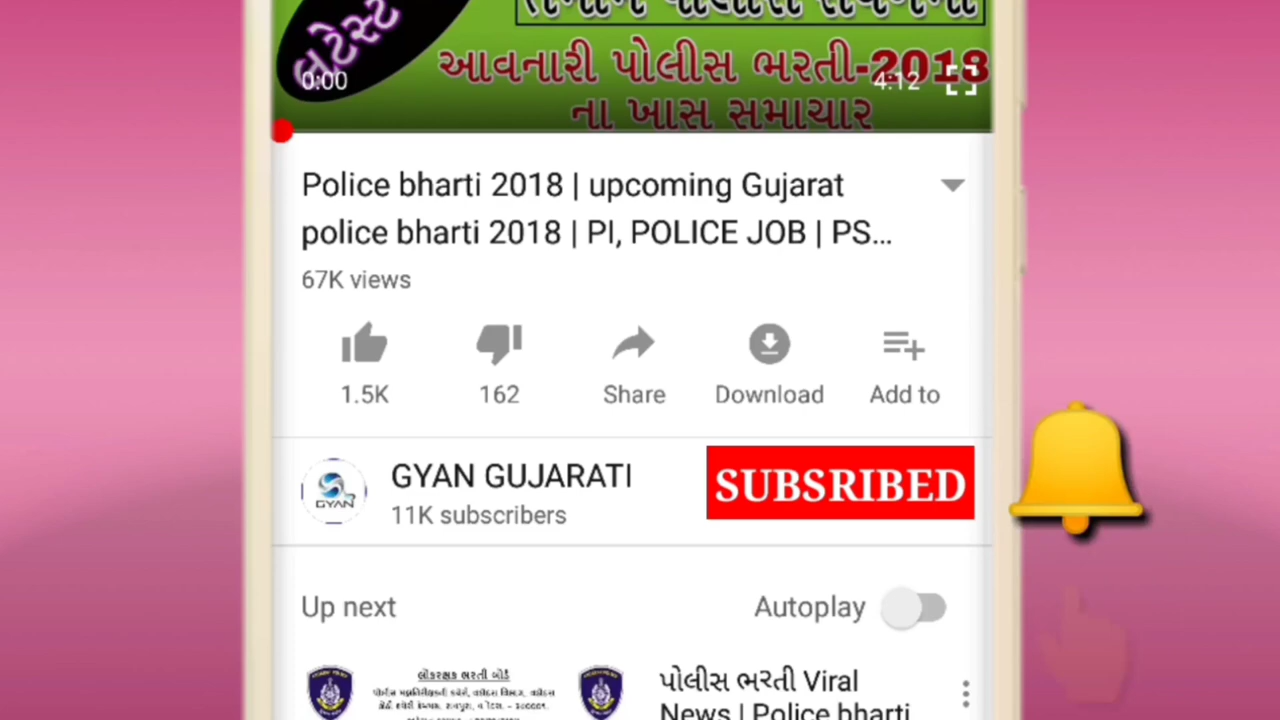 લેટેસ્ટ
આવનારી પોલીસ ભરતી-2018
ના ખાસ સમાચાર
0:00
4:12
Police bharti 2018 | upcoming Gujarat
police bharti 2018 | PI, POLICE JOB | PS...
67K views
1.5K
162
Share
Download
Add to
GYAN
GYAN GUJARATI
11K subscribers
SUBSRIBED
Up next
Autoplay
લોકરક્ષક ભરતી બોર્ડ
પોલીસ ભરતી Viral
News | Police bharti